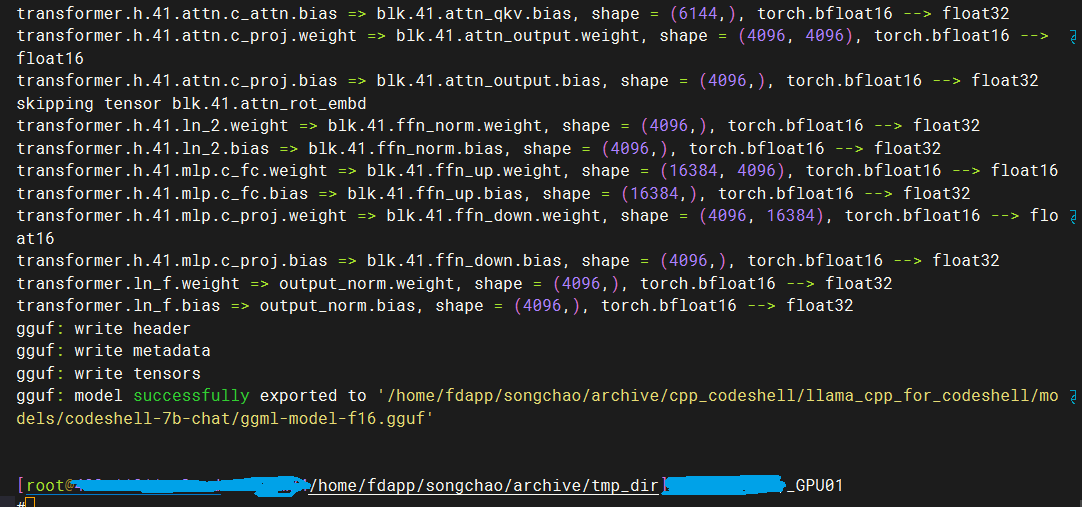 transformer.h.41.attn.c_attn.bias => blk.41.attn_qkv.bias, shape = (6144,), torch.bfloat16 --> float32
transformer.h.41.attn.c_proj.weight => blk.41.attn_output.weight, shape = (4096, 4096), torch.bfloat16 -->
float16
transformer.h.41.attn.c_proj.bias => blk.41.attn_output.bias, shape = (4096,), torch.bfloat16 --> float32
skipping tensor blk.41.attn_rot_embd
transformer.h.41.ln_2.weight => blk.41.ffn_norm.weight, shape = (4096,), torch.bfloat16 --> float32
transformer.h.41.ln_2.bias => blk.41.ffn_norm.bias, shape = (4096,), torch.bfloat16 --> float32
transformer.h.41.mlp.c_fc.weight => blk.41.ffn_up.weight, shape = (16384, 4096), torch.bfloat16 --> float16
transformer.h.41.mlp.c_fc.bias => blk.41.ffn_up.bias, shape = (16384,), torch.bfloat16 --> float32
transformer.h.41.mlp.c_proj.weight => blk.41.ffn_down.weight, shape = (4096, 16384), torch.bfloat16 --> flo
at16
transformer.h.41.mlp.c_proj.bias => blk.41.ffn_down.bias, shape = (4096,), torch.bfloat16 --> float32
transformer.ln_f.weight => output_norm.weight, shape = (4096,), torch.bfloat16 --> float32
transformer.ln_f.bias => output_norm.bias, shape = (4096,), torch.bfloat16 --> float32
gguf: write header
gguf: write metadata
gguf: write tensors
gguf: model successfully exported to '/home/fdapp/songchao/archive/cpp_codeshell/llama_cpp_for_codeshell/mo
dels/codeshell-7b-chat/ggml-model-f16.gguf'
[root@ /home/fdapp/songchao/archive/tmp_dir] _GPU01
#